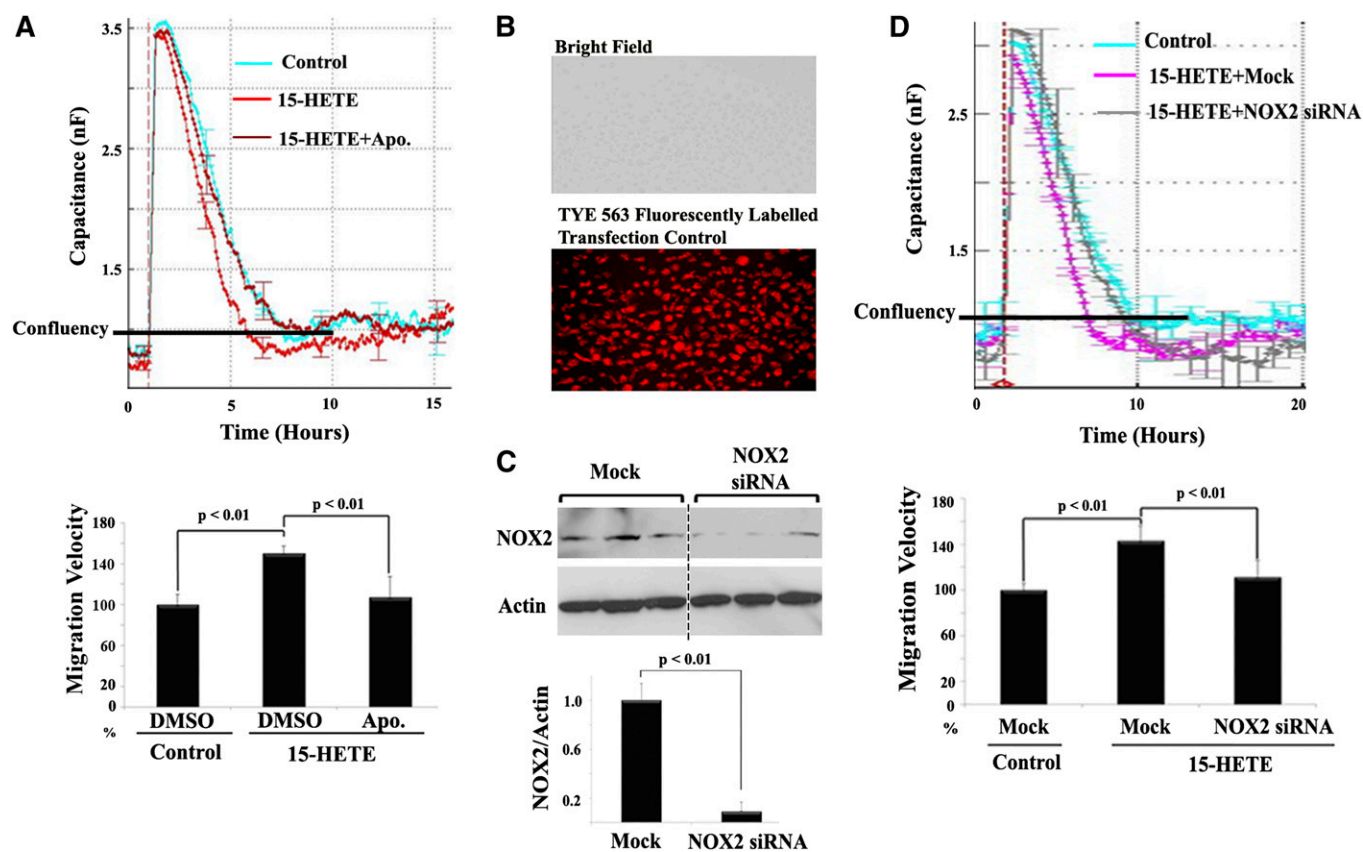 A
3.5
2.5
1.5
Capacitance (nF)
Control
15-HETE
15-HETE+Apo.
Confluency
0
5
10
15
Time (Hours)
Migration Velocity
180
140
100
60
20
0
%
p < 0.01
p < 0.01
DMSO
DMSO
Apo.
Control
15-HETE
B
Bright Field
TYE 563 Fluorescently Labelled
Transfection Control
C
Mock
NOX2
siRNA
NOX2
Actin
p < 0.01
NOX2/Actin
1.0
0.6
0.2
Mock
NOX2 siRNA
D
2.5
1.5
Capacitance (nF)
Control
15-HETE+Mock
15-HETE+NOX2 siRNA
Confluency
0
10
20
Time (Hours)
Migration Velocity
180
140
100
60
20
0
%
p < 0.01
p < 0.01
Mock
Mock
NOX2 siRNA
Control
15-HETE